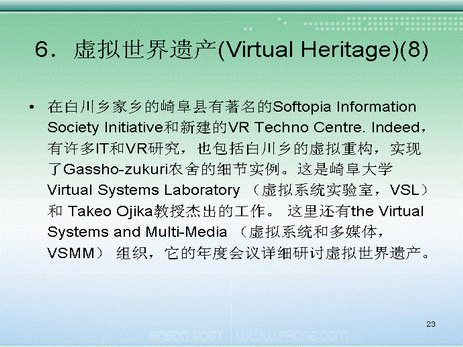 6．虚拟世界遗产(Virtual Heritage)(8)
• 在白川乡家乡的崎阜县有著名的Softopia Information
Society Initiative和新建的VR Techno Centre. Indeed，
有许多IT和VR研究，也包括白川乡的虚拟重构，实现
了Gassho-zukuri农舍的细节实例。这是崎阜大学
Virtual Systems Laboratory （虚拟系统实验室，VSL）
和 Takeo Ojika教授杰出的工作。 这里还有the Virtual
Systems and Multi-Media （虚拟系统和多媒体，
VSMM） 组织，它的年度会议详细研讨虚拟世界遗产。
23